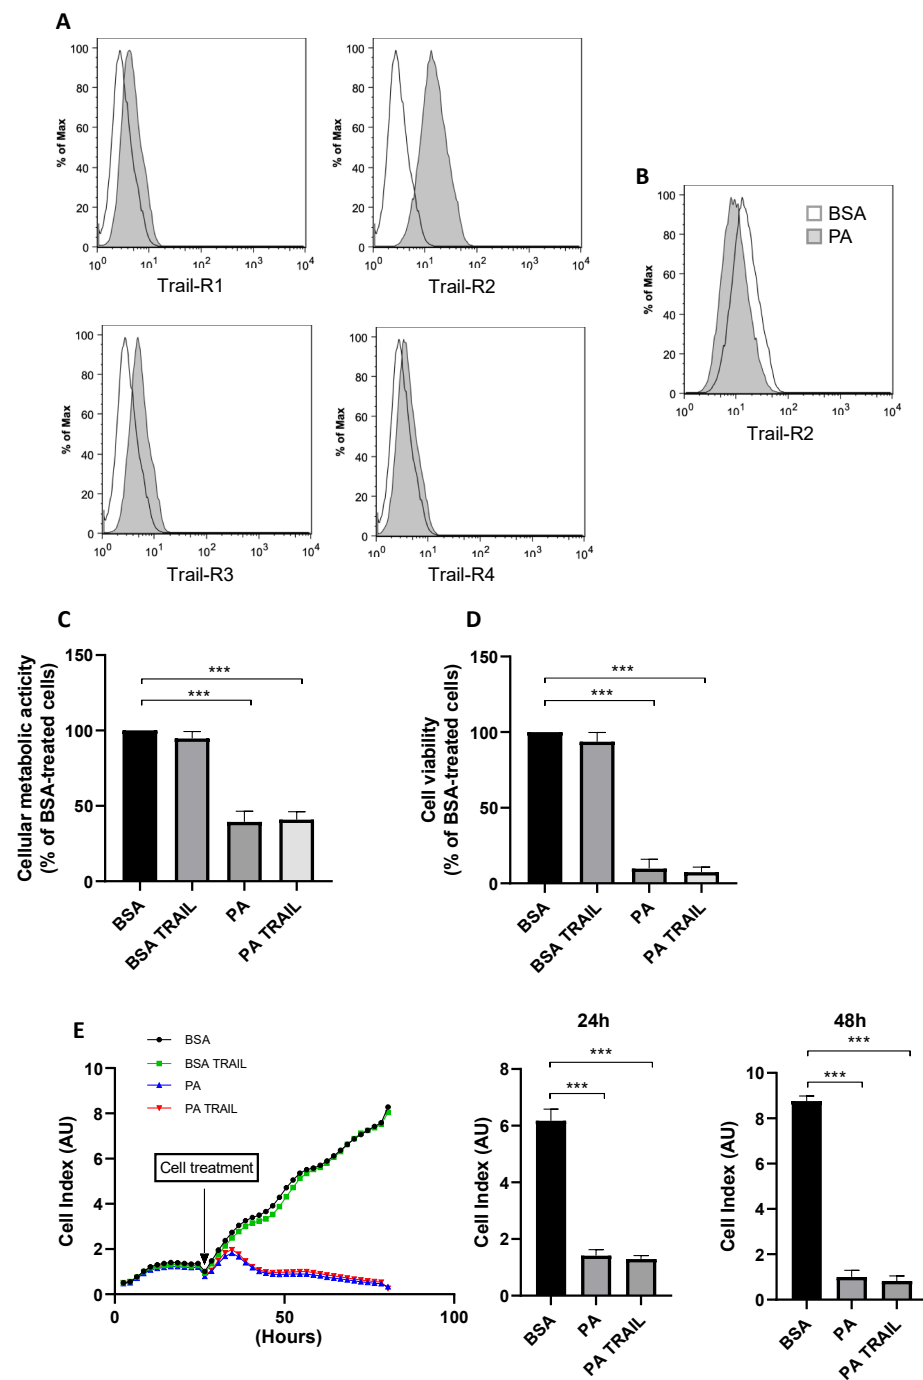 A
100
80
60
40
20
0
% of Max
10⁰ 10¹ 10² 10³ 10⁴
Trail-R1
100
80
60
40
20
0
% of Max
10⁰ 10¹ 10² 10³ 10⁴
Trail-R2
B
100
80
60
40
20
0
% of Max
BSA
PA
10⁰ 10¹ 10² 10³ 10⁴
Trail-R2
100
80
60
40
20
0
% of Max
10⁰ 10¹ 10² 10³ 10⁴
Trail-R3
100
80
60
40
20
0
% of Max
10⁰ 10¹ 10² 10³ 10⁴
Trail-R4
C
Cellular metabolic acticity
(% of BSA-treated cells)
150
100
50
0
***
***
BSA
BSA TRAIL
PA
PA TRAIL
D
Cell viability
(% of BSA-treated cells)
150
100
50
0
***
***
BSA
BSA TRAIL
PA
PA TRAIL
E
BSA
BSA TRAIL
PA
PA TRAIL
Cell Index (AU)
10
8
6
4
2
0
Cell treatment
0 50 100
(Hours)
24h
Cell Index (AU)
8
6
4
2
0
***
***
BSA
PA
PA TRAIL
48h
Cell Index (AU)
10
8
6
4
2
0
***
***
BSA
PA
PA TRAIL